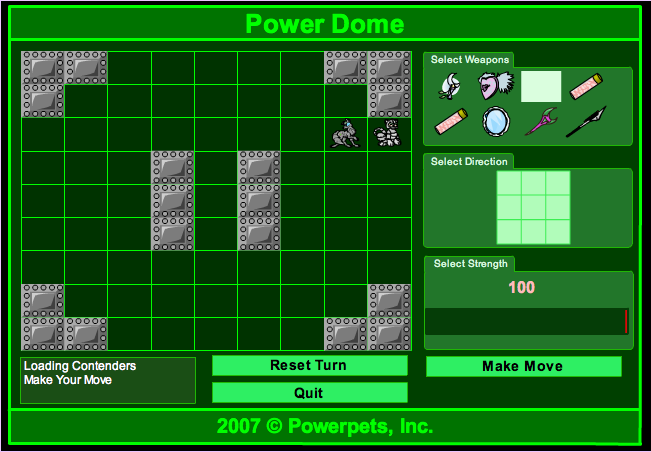 Power Dome
Select Weapons
Select Direction
Select Strength
100
Loading Contenders
Make Your Move
Reset Turn
Quit
Make Move
2007 © Powerpets, Inc.